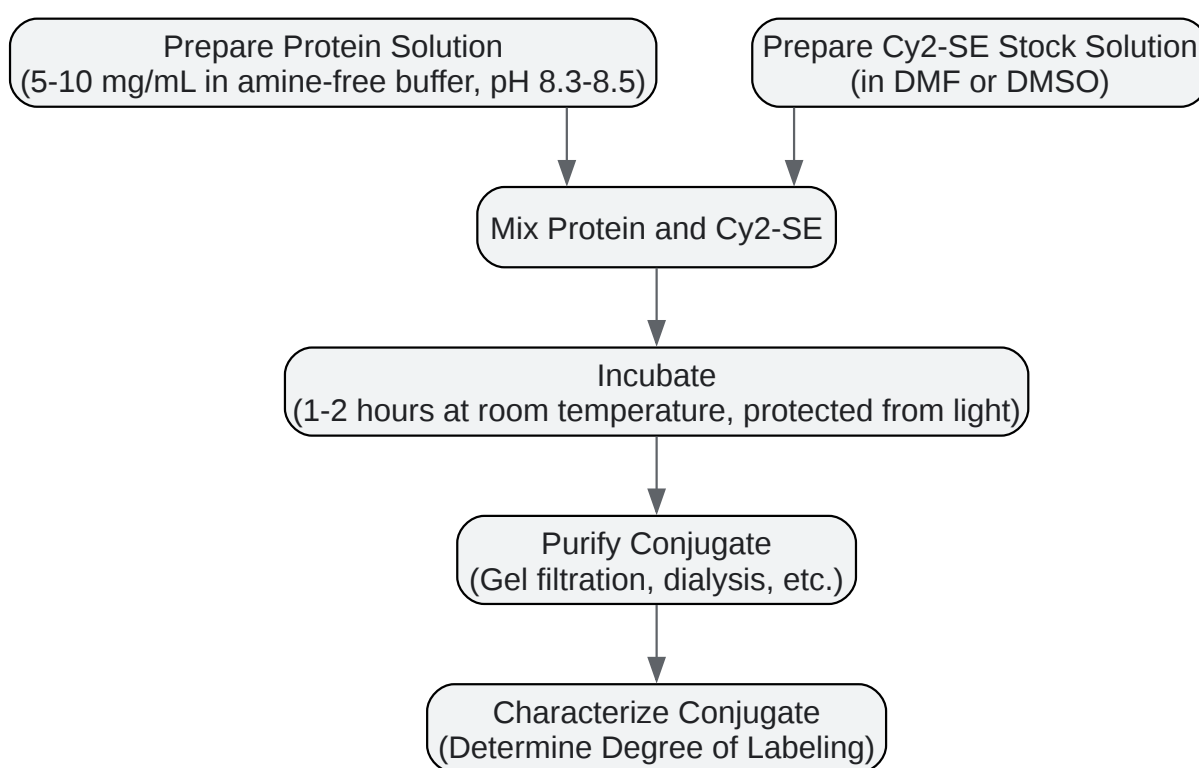 Prepare Protein Solution
(5-10 mg/mL in amine-free buffer, pH 8.3-8.5)
Prepare Cy2-SE Stock Solution
(in DMF or DMSO)
Mix Protein and Cy2-SE
Incubate
(1-2 hours at room temperature, protected from light)
Purify Conjugate
(Gel filtration, dialysis, etc.)
Characterize Conjugate
(Determine Degree of Labeling)